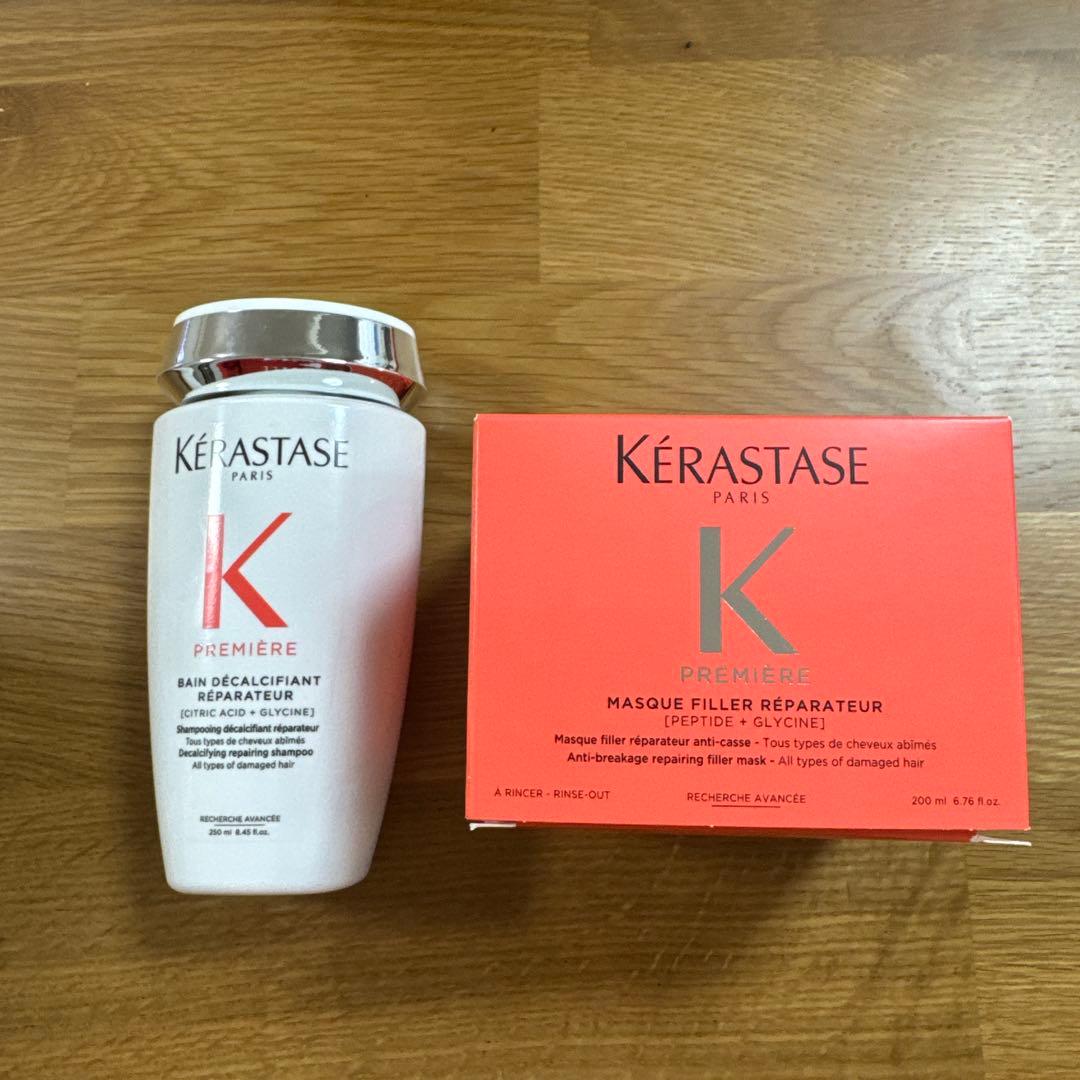 KÉRASTASE
PARIS
K
PREMIÈRE
BAIN DÉCALCIFIANT
RÉPARATEUR
[CITRIC ACID + GLYCINE]
Shampooing décalcifiant réparateur
Tous types de cheveux abîmés
Decalcifying repairing shampoo
All types of damaged hair
RECHERCHE AVANCÉE
250 ml 8.45 fl.oz.
KÉRASTASE
PARIS
K
PREMIÈRE
MASQUE FILLER RÉPARATEUR
[PEPTIDE + GLYCINE]
Masque filler réparateur anti-casse - Tous types de cheveux abîmés
Anti-breakage repairing filler mask - All types of damaged hair
À RINCER - RINSE-OUT RECHERCHE AVANCÉE 200 ml 6.76 fl.oz.